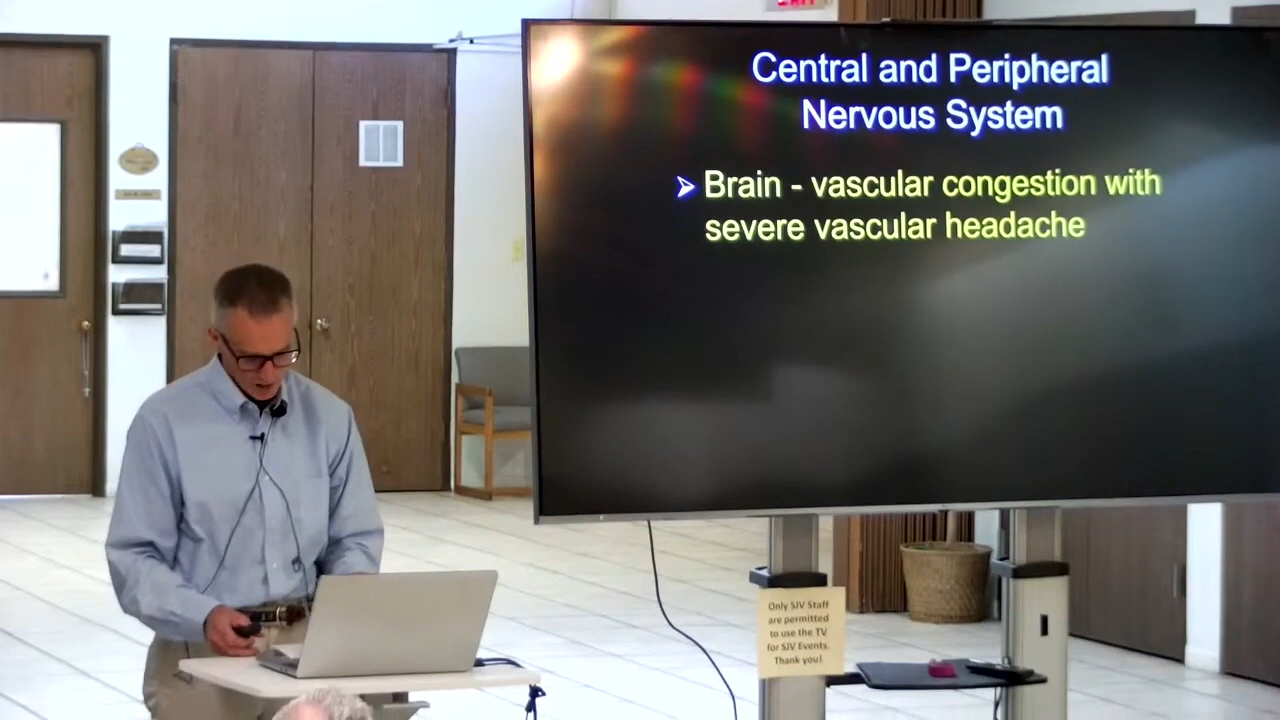 EXIT
Central and Peripheral
Nervous System
➢ Brain - vascular congestion with
severe vascular headache
Only SJV Staff
are permitted
to use the TV
for SJV Events.
Thank you!